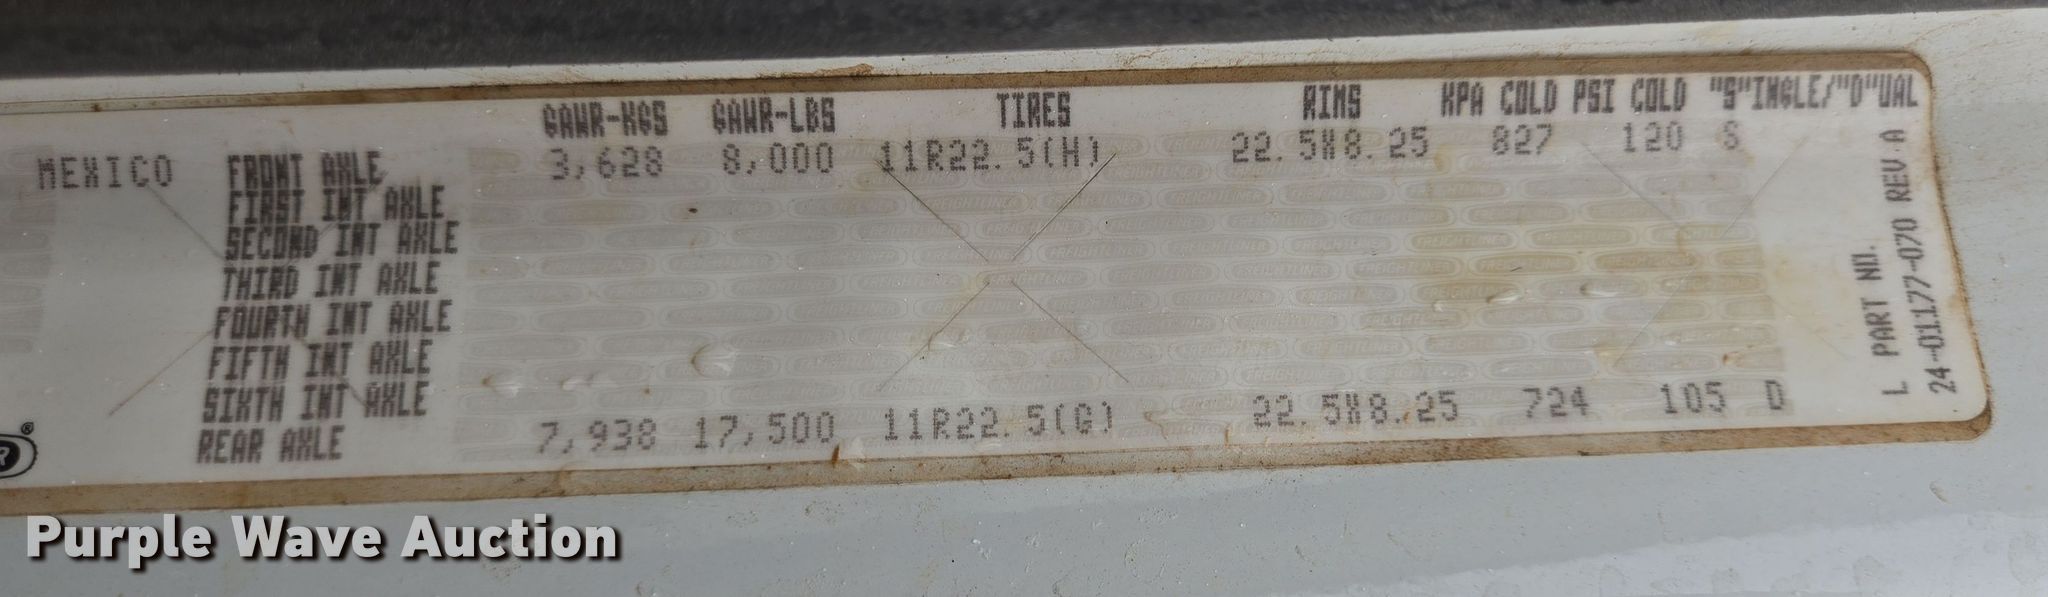 GAWR-KGS GAWR-LBS TIRES RIMS KPA COLD PSI COLD "S"INGLE/"D"UAL
MEXICO FRONT AXLE 3,628 8,000 11R22.5(H) 22.5X8.25 827 120 S
FIRST INT AXLE
SECOND INT AXLE
THIRD INT AXLE
FOURTH INT AXLE
FIFTH INT AXLE
SIXTH INT AXLE
REAR AXLE 7,938 17,500 11R22.5(G) 22.5X8.25 724 105 D
L PART NO.
24-01177-070 REV A
R®
FREIGHTLINER
Purple Wave Auction